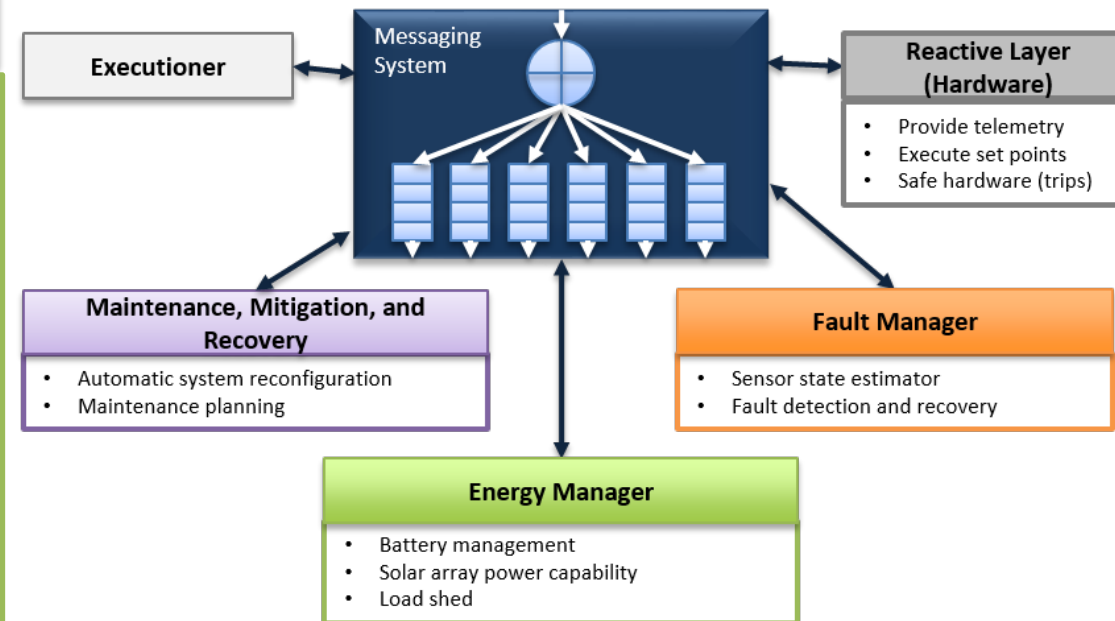 Messaging
System
Executioner
Reactive Layer
(Hardware)
• Provide telemetry
• Execute set points
• Safe hardware (trips)
Maintenance, Mitigation, and
Recovery
• Automatic system reconfiguration
• Maintenance planning
Fault Manager
• Sensor state estimator
• Fault detection and recovery
Energy Manager
• Battery management
• Solar array power capability
• Load shed